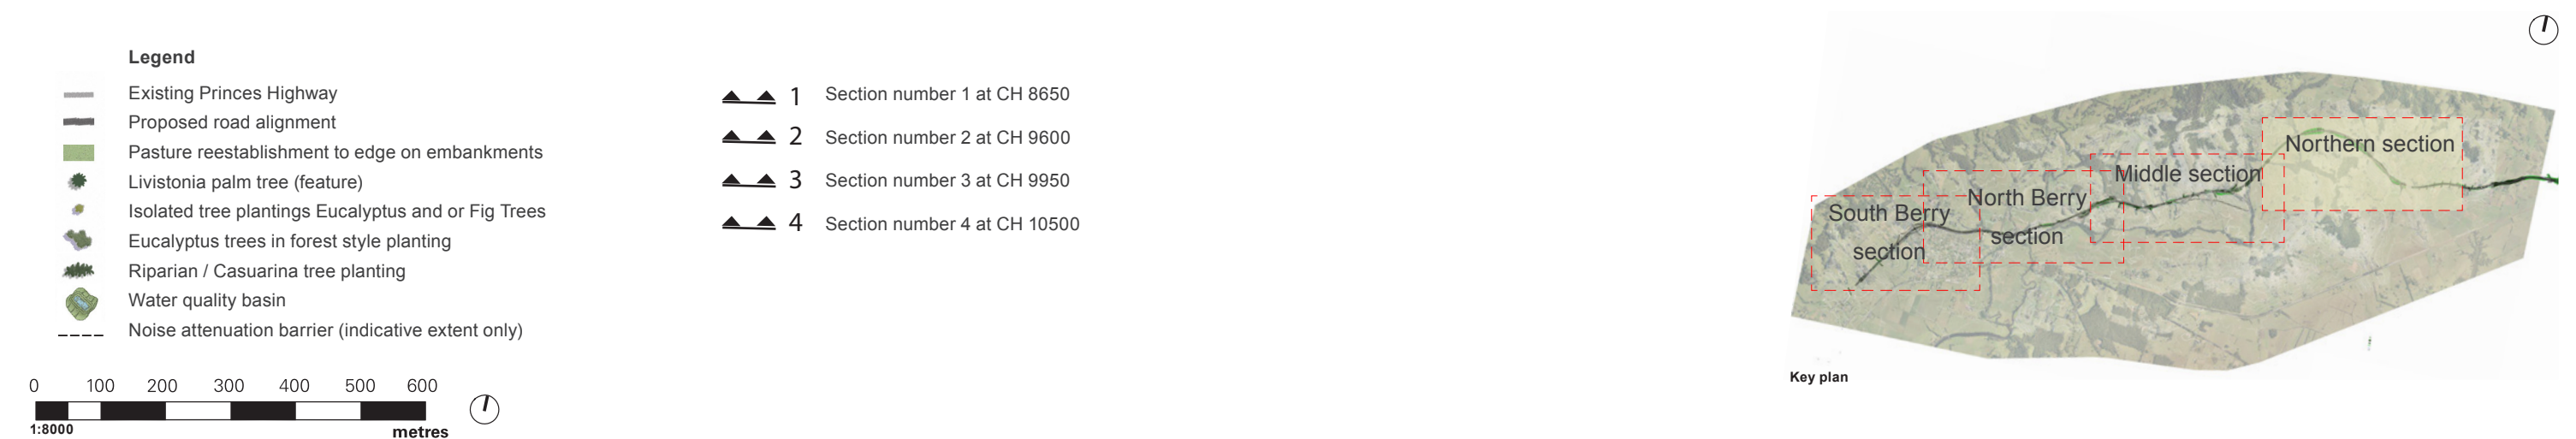 Legend
Existing Princes Highway
Proposed road alignment
Pasture reestablishment to edge on embankments
Livistonia palm tree (feature)
Isolated tree plantings Eucalyptus and or Fig Trees
Eucalyptus trees in forest style planting
Riparian / Casuarina tree planting
Water quality basin
Noise attenuation barrier (indicative extent only)
0 100 200 300 400 500 600
1:8000
metres
1 Section number 1 at CH 8650
2 Section number 2 at CH 9600
3 Section number 3 at CH 9950
4 Section number 4 at CH 10500
Northern section
Middle section
North Berry
section
South Berry
section
Key plan